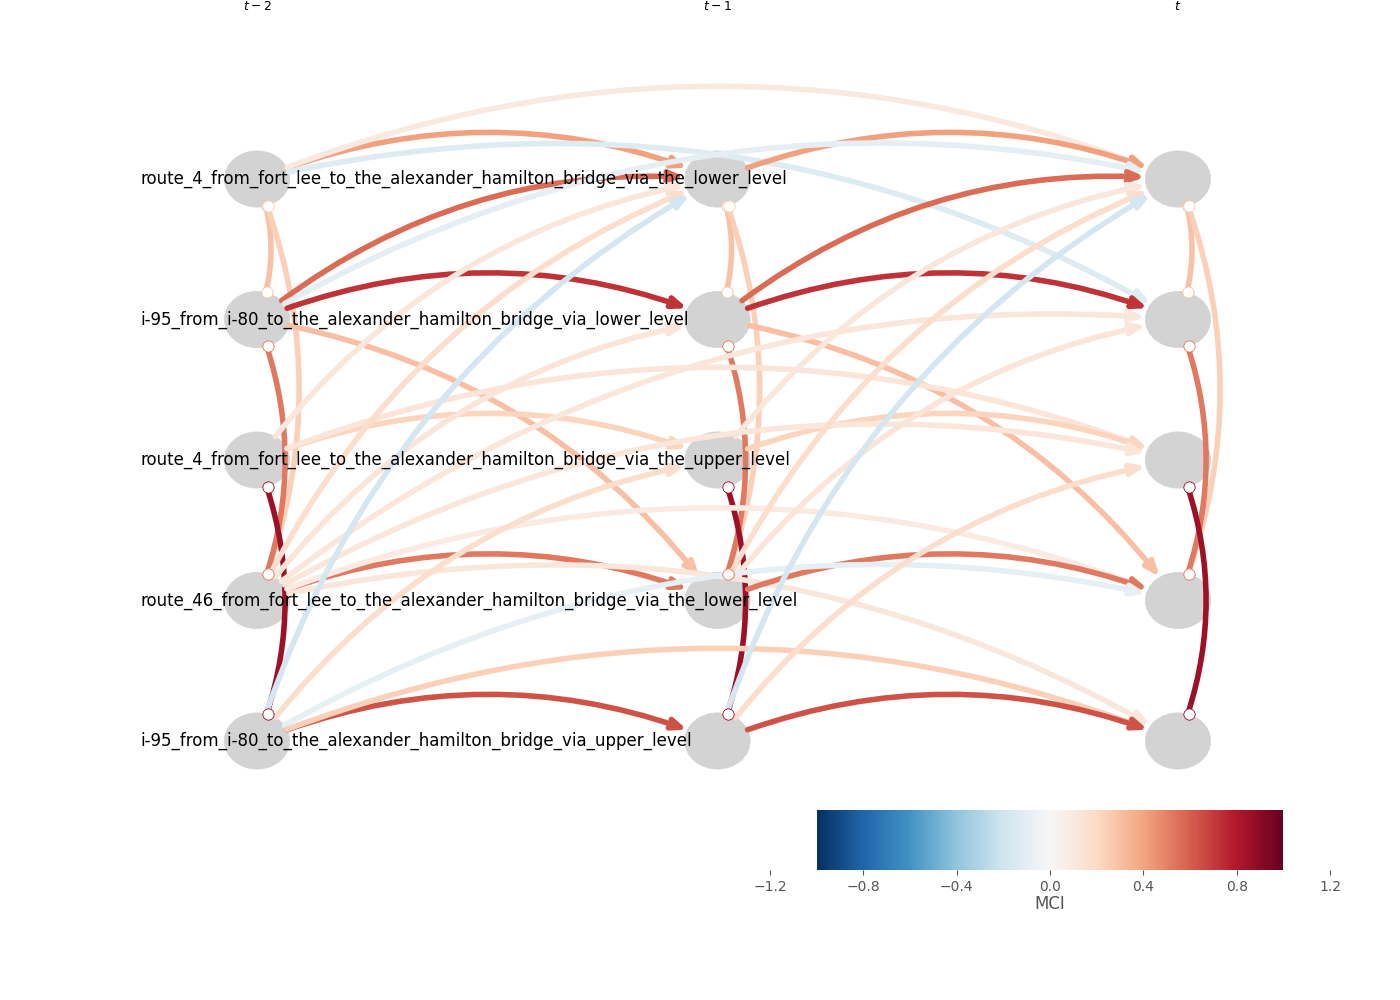 t − 2
t − 1
t
route_4_from_fort_lee_to_the_alexander_hamilton_bridge_via_the_lower_level
i-95_from_i-80_to_the_alexander_hamilton_bridge_via_lower_level
route_4_from_fort_lee_to_the_alexander_hamilton_bridge_via_the_upper_level
route_46_from_fort_lee_to_the_alexander_hamilton_bridge_via_the_lower_level
i-95_from_i-80_to_the_alexander_hamilton_bridge_via_upper_level
−1.2 −0.8 −0.4 0.0 0.4 0.8 1.2
MCI